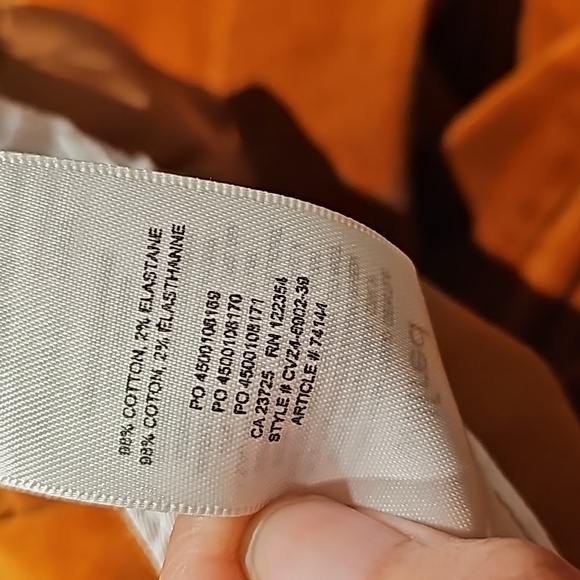 98% COTTON, 2% ELASTANE
98% COTON, 2% ÉLASTHANNE
PO 4500108169
PO 4500108170
PO 4500108171
CA 23725 RN 122354
STYLE # CV24-6902-39
ARTICLE # 74144